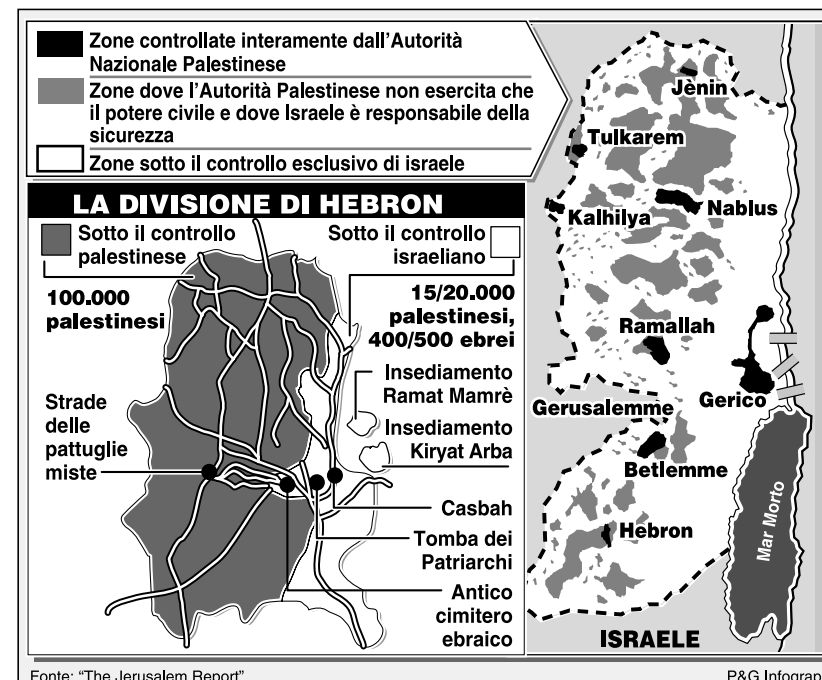 Zone controllate interamente dall'Autorità
Nazionale Palestinese
Zone dove l'Autorità Palestinese non esercita che
il potere civile e dove Israele è responsabile della
sicurezza
Zone sotto il controllo esclusivo di israele
LA DIVISIONE DI HEBRON
Sotto il controllo
palestinese
100.000
palestinesi
Sotto il controllo
israeliano
15/20.000
palestinesi,
400/500 ebrei
Insediamento
Ramat Mamrè
Insediamento
Kiryat Arba
Strade
delle
pattuglie
miste
Casbah
Tomba dei
Patriarchi
Antico
cimitero
ebraico
Jènin
Tulkarem
Kalhilya
Nablus
Ramallah
Gerusalemme
Gerico
Betlemme
Hebron
Mar Morto
ISRAELE
Fonte: “The Jerusalem Report”
P&G Infograp